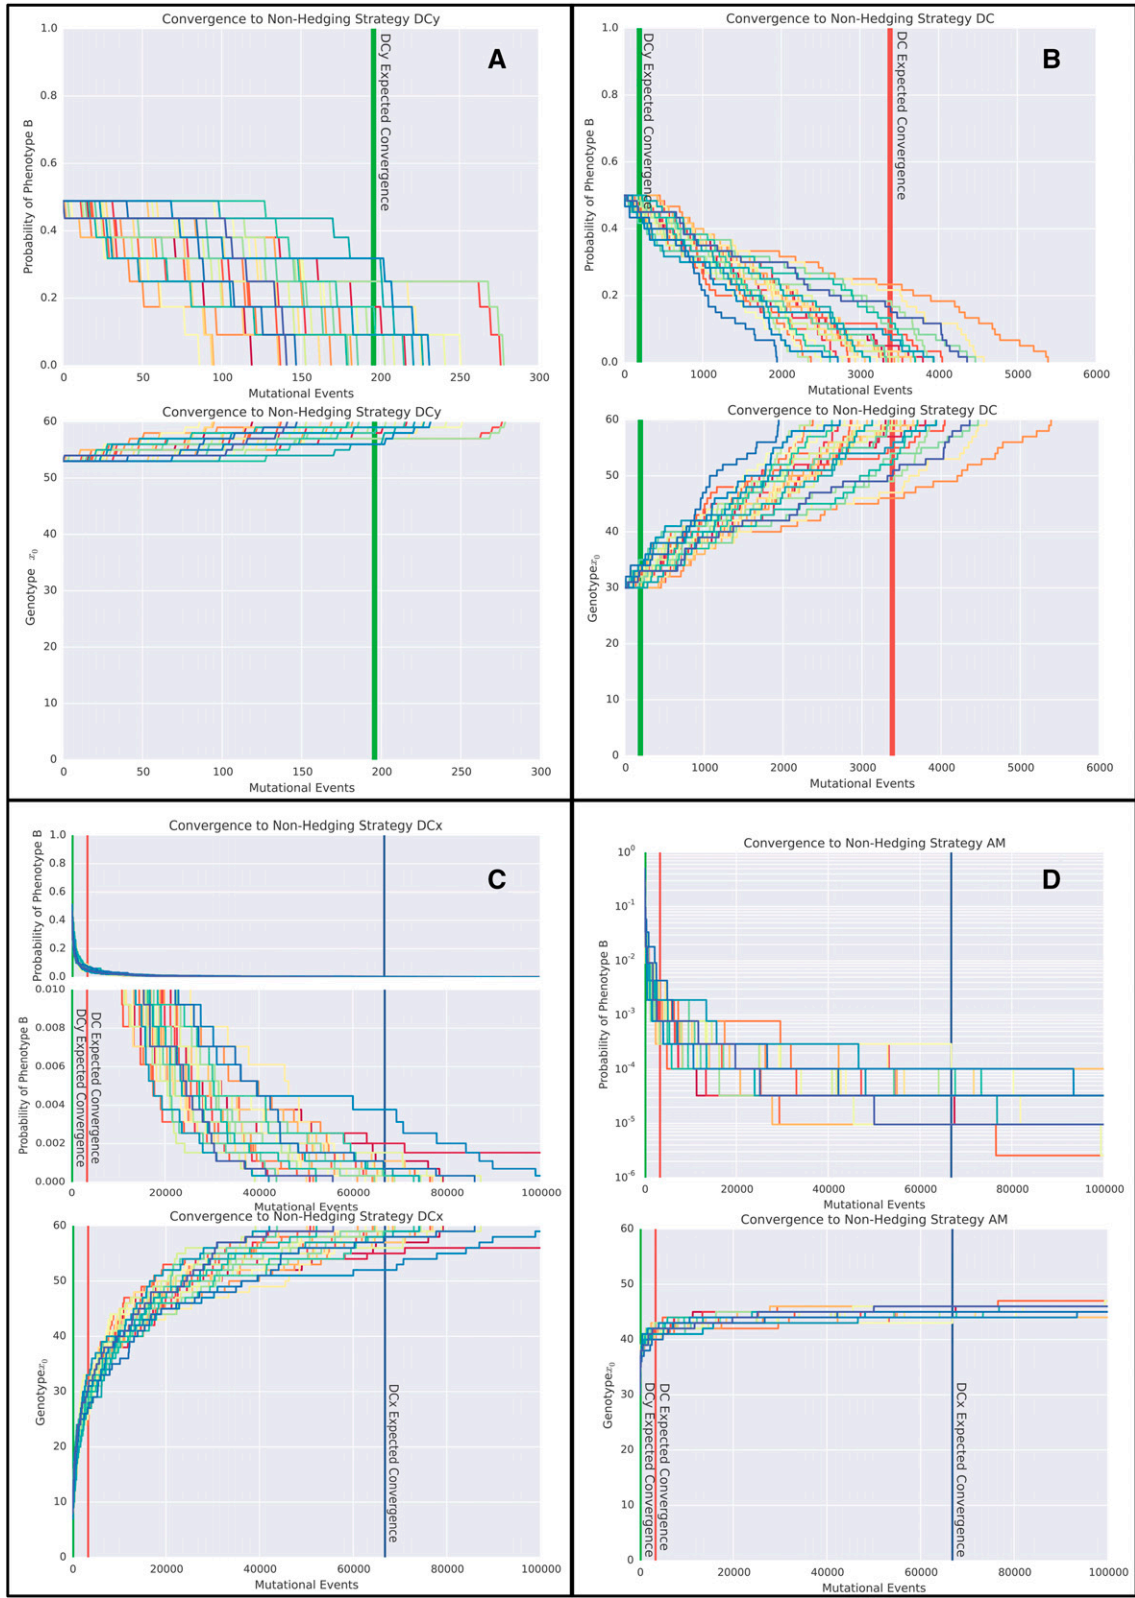 Convergence to Non-Hedging Strategy DCy
A
DCy Expected Convergence
Probability of Phenotype B
1.0
0.8
0.6
0.4
0.2
0.0
0 50 100 150 200 250 300
Mutational Events
Convergence to Non-Hedging Strategy DCy
Genotype x0
60
50
40
30
20
10
0
0 50 100 150 200 250 300
Mutational Events
Convergence to Non-Hedging Strategy DC
B
DCy Expected Convergence
DC Expected Convergence
Probability of Phenotype B
1.0
0.8
0.6
0.4
0.2
0.0
0 1000 2000 3000 4000 5000 6000
Mutational Events
Convergence to Non-Hedging Strategy DC
Genotypex0
60
50
40
30
20
10
0
0 1000 2000 3000 4000 5000 6000
Mutational Events
Convergence to Non-Hedging Strategy DCx
C
Probability of Phenotype B
1.0
0.8
0.6
0.4
0.2
0.0
Probability of Phenotype B
0.010
0.008
0.006
0.004
0.002
0.000
DCy Expected Convergence
DC Expected Convergence
0 20000 40000 60000 80000 100000
Mutational Events
Convergence to Non-Hedging Strategy DCx
Genotypex0
60
50
40
30
20
10
0
DCx Expected Convergence
0 20000 40000 60000 80000 100000
Mutational Events
Convergence to Non-Hedging Strategy AM
D
Probability of Phenotype B
10^0
10^-1
10^-2
10^-3
10^-4
10^-5
10^-6
0 20000 40000 60000 80000 100000
Mutational Events
Convergence to Non-Hedging Strategy AM
Genotypex0
60
50
40
30
20
10
0
DCy Expected Convergence
DC Expected Convergence
DCx Expected Convergence
0 20000 40000 60000 80000 100000
Mutational Events